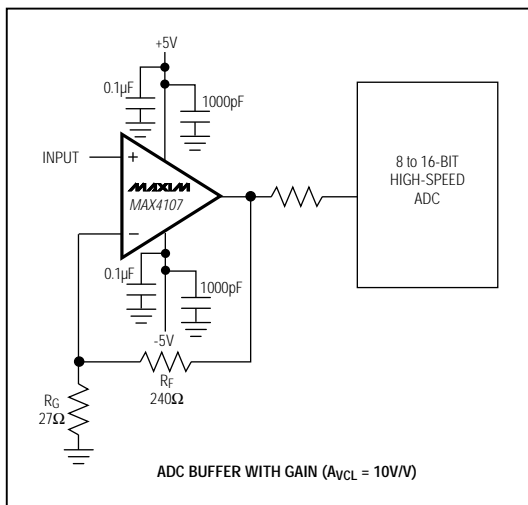 +5V
0.1µF
1000pF
INPUT
+
MAXIM
MAX4107
−
8 to 16-BIT
HIGH-SPEED
ADC
0.1µF
1000pF
-5V
RF
240Ω
RG
27Ω
ADC BUFFER WITH GAIN (AVCL = 10V/V)